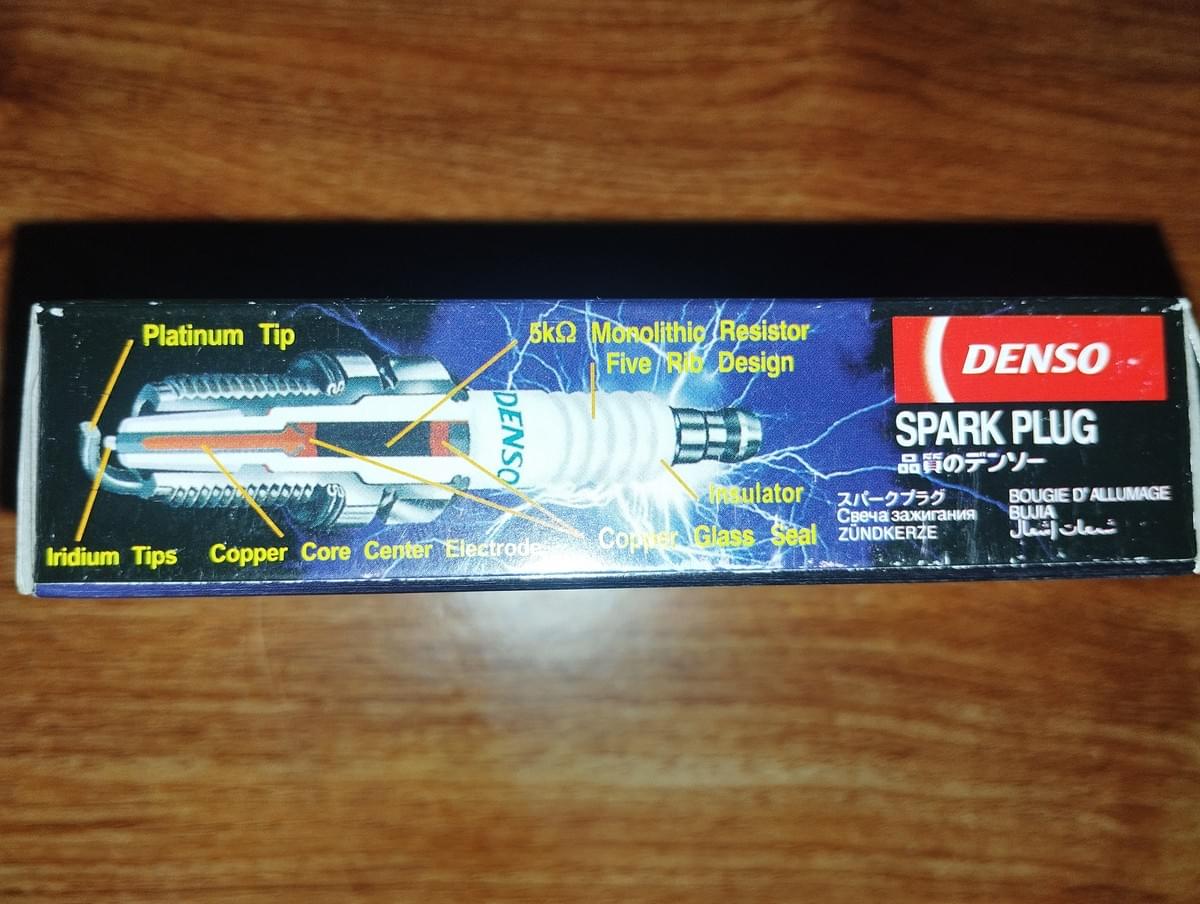 Platinum Tip
5kΩ Monolithic Resistor
Five Rib Design
DENSO
DENSO
SPARK PLUG
品質のデンソー
Insulator
Copper Glass Seal
Iridium Tips
Copper Core Center Electrode
スパークプラグ
Свеча зажигания
ZÜNDKERZE
BOUGIE D'ALLUMAGE
BUJIA
شمعات إشعال